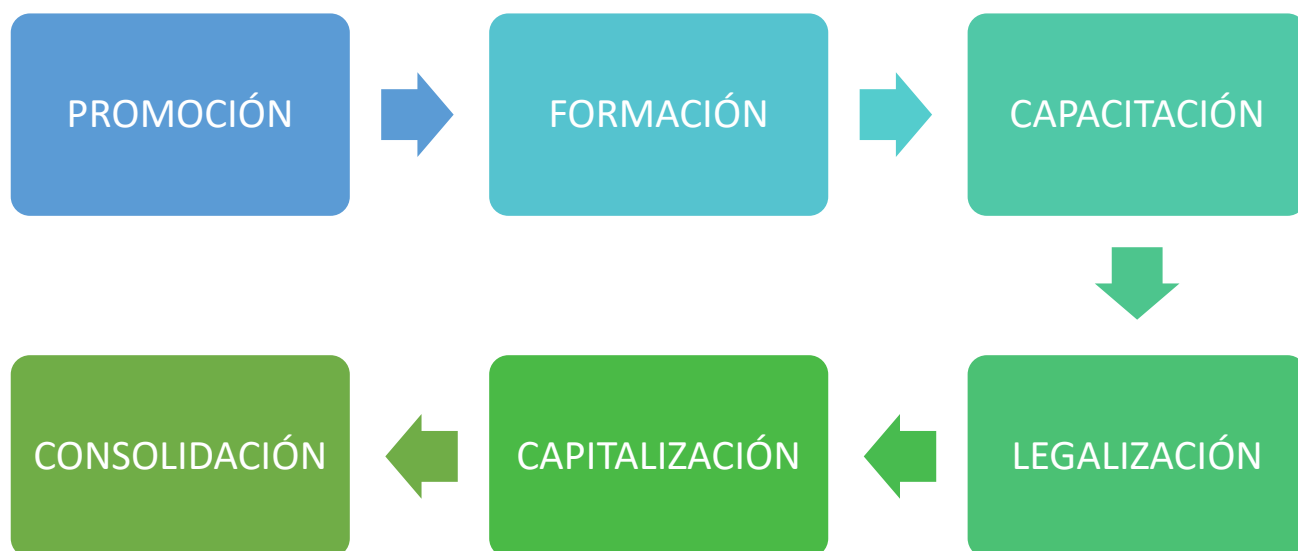 PROMOCIÓN
FORMACIÓN
CAPACITACIÓN
LEGALIZACIÓN
CAPITALIZACIÓN
CONSOLIDACIÓN